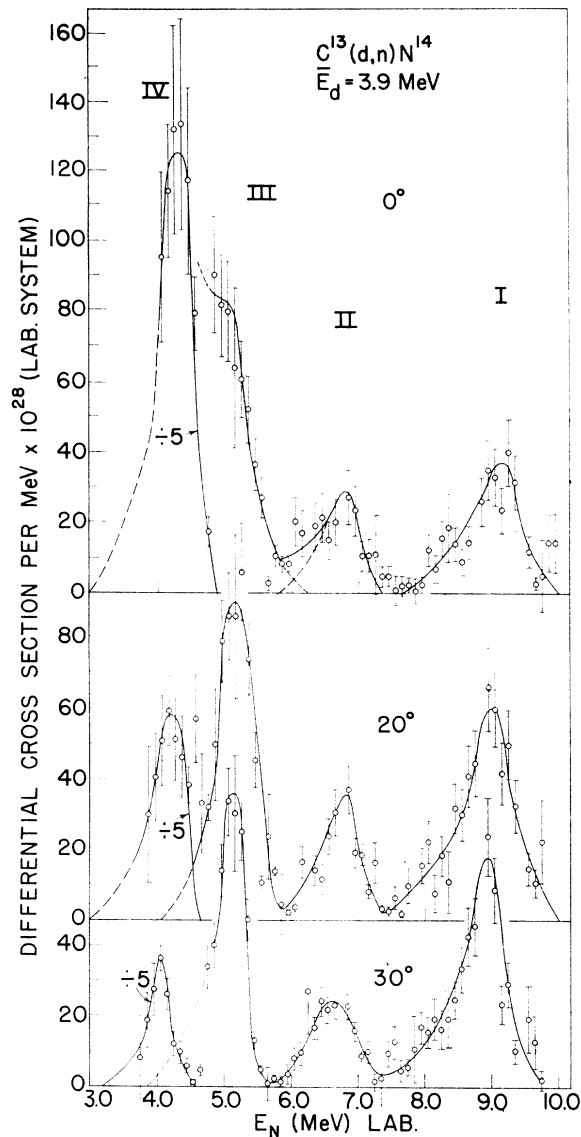 C¹³(d,n)N¹⁴
E̅d = 3.9 MeV
160
140
120
100
80
60
40
20
0
IV
III
II
I
0°
÷5
80
60
40
20
0
20°
÷5
40
20
0
30°
÷5
3.0 4.0 5.0 6.0 7.0 8.0 9.0 10.0
E_N (MeV) LAB.
DIFFERENTIAL CROSS SECTION PER MeV x 10²⁸ (LAB. SYSTEM)